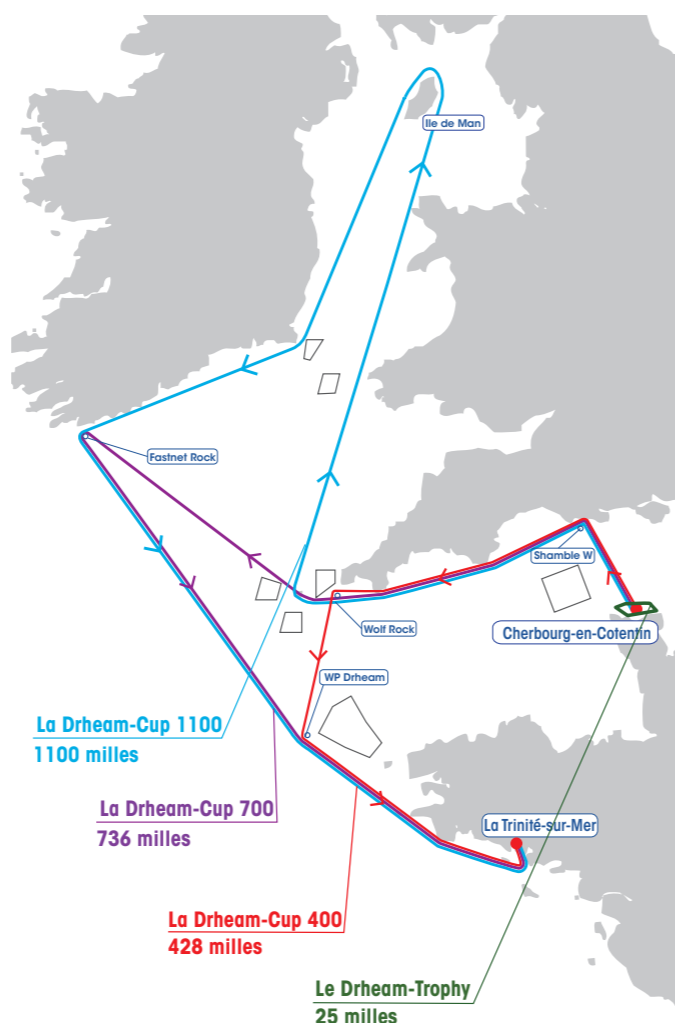 Ile de Man
Fastnet Rock
Shamble W
Cherbourg-en-Cotentin
Wolf Rock
WP Drheam
La Drheam-Cup 1100
1100 milles
La Drheam-Cup 700
736 milles
La Trinité-sur-Mer
La Drheam-Cup 400
428 milles
Le Drheam-Trophy
25 milles